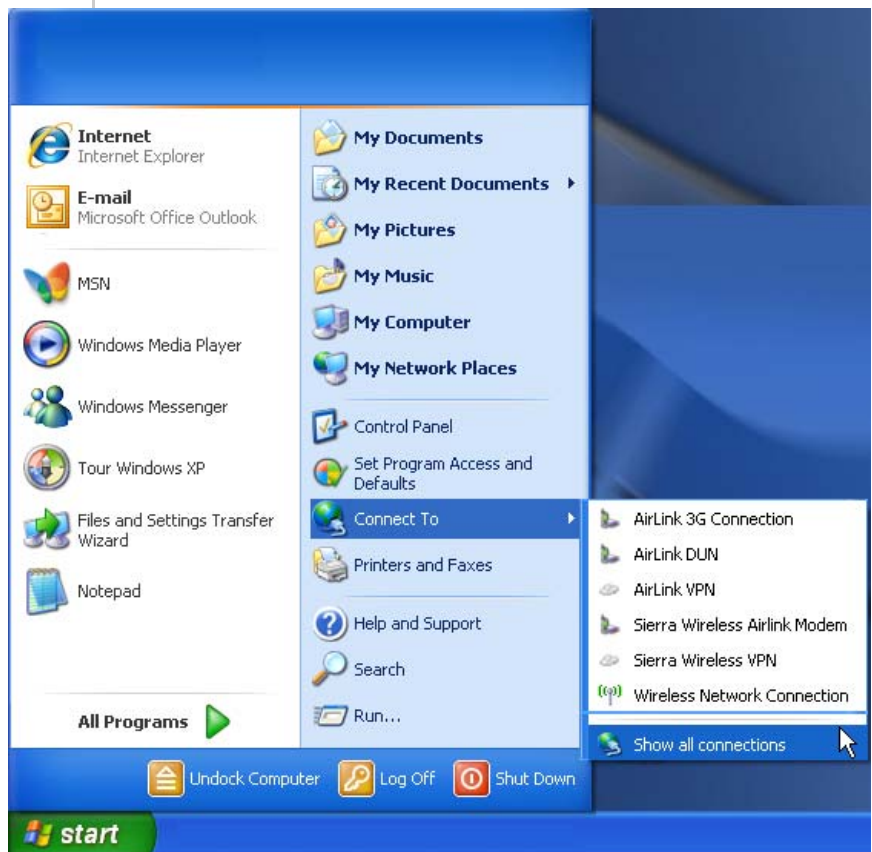 Internet
Internet Explorer
E-mail
Microsoft Office Outlook
MSN
Windows Media Player
Windows Messenger
Tour Windows XP
Files and Settings Transfer
Wizard
Notepad
All Programs
My Documents
My Recent Documents
My Pictures
My Music
My Computer
My Network Places
Control Panel
Set Program Access and
Defaults
Connect To
Printers and Faxes
Help and Support
Search
Run...
AirLink 3G Connection
AirLink DUN
AirLink VPN
Sierra Wireless Airlink Modem
Sierra Wireless VPN
Wireless Network Connection
Show all connections
Undock Computer
Log Off
Shut Down
start